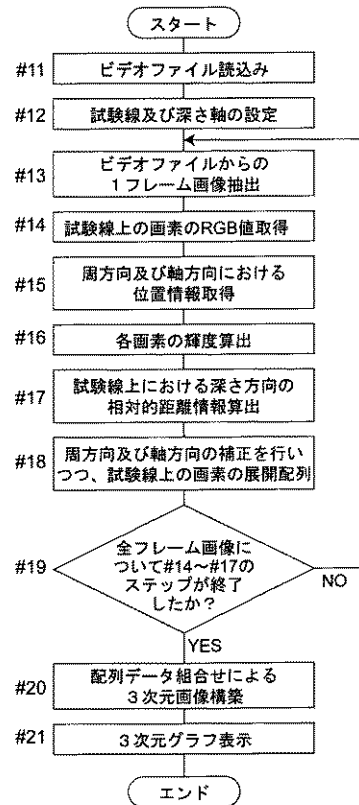 スタート
#11
ビデオファイル読込み
#12
試験線及び深さ軸の設定
#13
ビデオファイルからの
1フレーム画像抽出
#14
試験線上の画素のRGB値取得
#15
周方向及び軸方向における
位置情報取得
#16
各画素の輝度算出
#17
試験線上における深さ方向の
相対的距離情報算出
#18
周方向及び軸方向の補正を行い
つつ、試験線上の画素の展開配列
#19
全フレーム画像に
ついて#14~#17の
ステップが終了
したか？
NO
YES
#20
配列データ組合せによる
3次元画像構築
#21
3次元グラフ表示
エンド